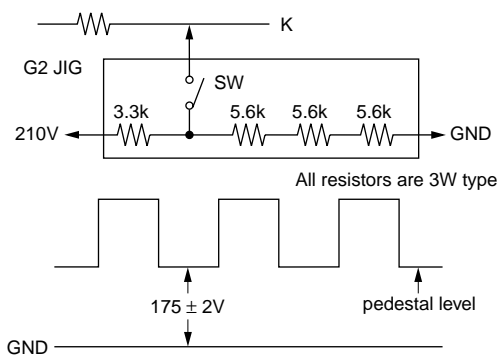 K
G2 JIG
SW
3.3k 5.6k 5.6k 5.6k
210V GND
All resistors are 3W type
175 ± 2V pedestal level
GND